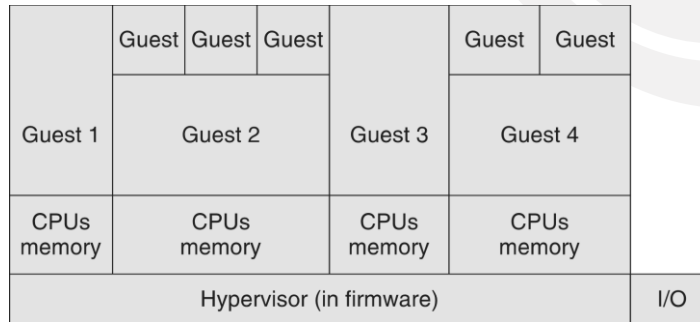 Guest Guest Guest Guest Guest
Guest 1 Guest 2 Guest 3 Guest 4
CPUs CPUs CPUs CPUs
memory memory memory memory
Hypervisor (in firmware) I/O